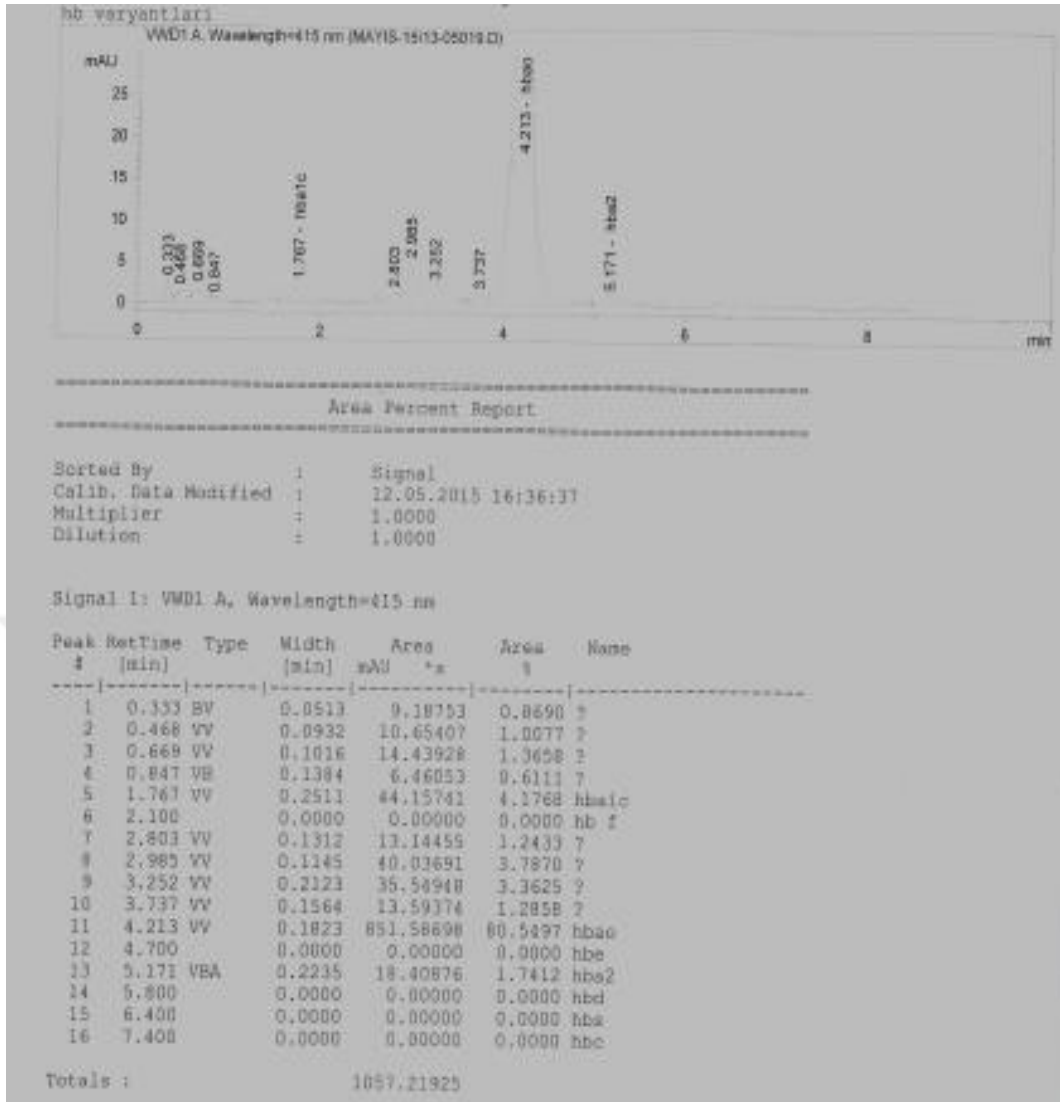 hb varyantlari
VWD1 A, Wavelength=415 nm (MAYIS-15\13-05019.D)
mAU
25
20
15
10
5
0
0.333
0.468
0.669
0.847
1.767 - hba1c
2.803
2.985
3.252
3.737
4.213 - hbao
5.171 - hba2
0 2 4 6 8 min
Area Percent Report
Sorted By : Signal
Calib. Data Modified : 12.05.2015 16:36:37
Multiplier : 1.0000
Dilution : 1.0000
Signal 1: VWD1 A, Wavelength=415 nm
Peak RetTime Type Width Area Area Name
# [min] [min] mAU *s %
1 0.333 BV 0.0513 9.18753 0.8690 ?
2 0.468 VV 0.0932 10.65407 1.0077 ?
3 0.669 VV 0.1016 14.43928 1.3658 ?
4 0.847 VB 0.1384 6.46053 0.6111 ?
5 1.767 VV 0.2511 44.15741 4.1768 hba1c
6 2.100 0.0000 0.00000 0.0000 hb f
7 2.803 VV 0.1312 13.14455 1.2433 ?
8 2.985 VV 0.1145 40.03691 3.7870 ?
9 3.252 VV 0.2123 35.54948 3.3625 ?
10 3.737 VV 0.1564 13.59374 1.2858 ?
11 4.213 VV 0.1823 851.58698 80.5497 hbao
12 4.700 0.0000 0.00000 0.0000 hbe
13 5.171 VBA 0.2235 18.40876 1.7412 hba2
14 5.800 0.0000 0.00000 0.0000 hbd
15 6.400 0.0000 0.00000 0.0000 hbs
16 7.400 0.0000 0.00000 0.0000 hbc
Totals : 1057.21925